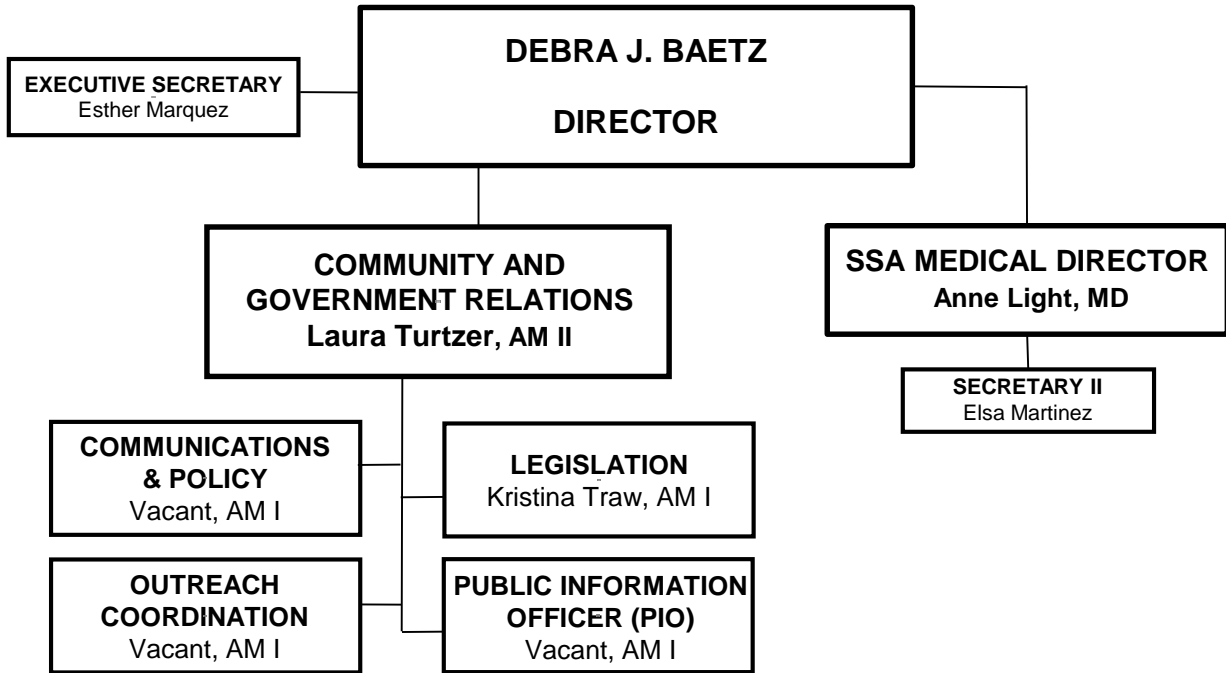 DEBRA J. BAETZ
DIRECTOR
EXECUTIVE SECRETARY
Esther Marquez
COMMUNITY AND
GOVERNMENT RELATIONS
Laura Turtzer, AM II
SSA MEDICAL DIRECTOR
Anne Light, MD
SECRETARY II
Elsa Martinez
COMMUNICATIONS
& POLICY
Vacant, AM I
LEGISLATION
Kristina Traw, AM I
OUTREACH
COORDINATION
Vacant, AM I
PUBLIC INFORMATION
OFFICER (PIO)
Vacant, AM I